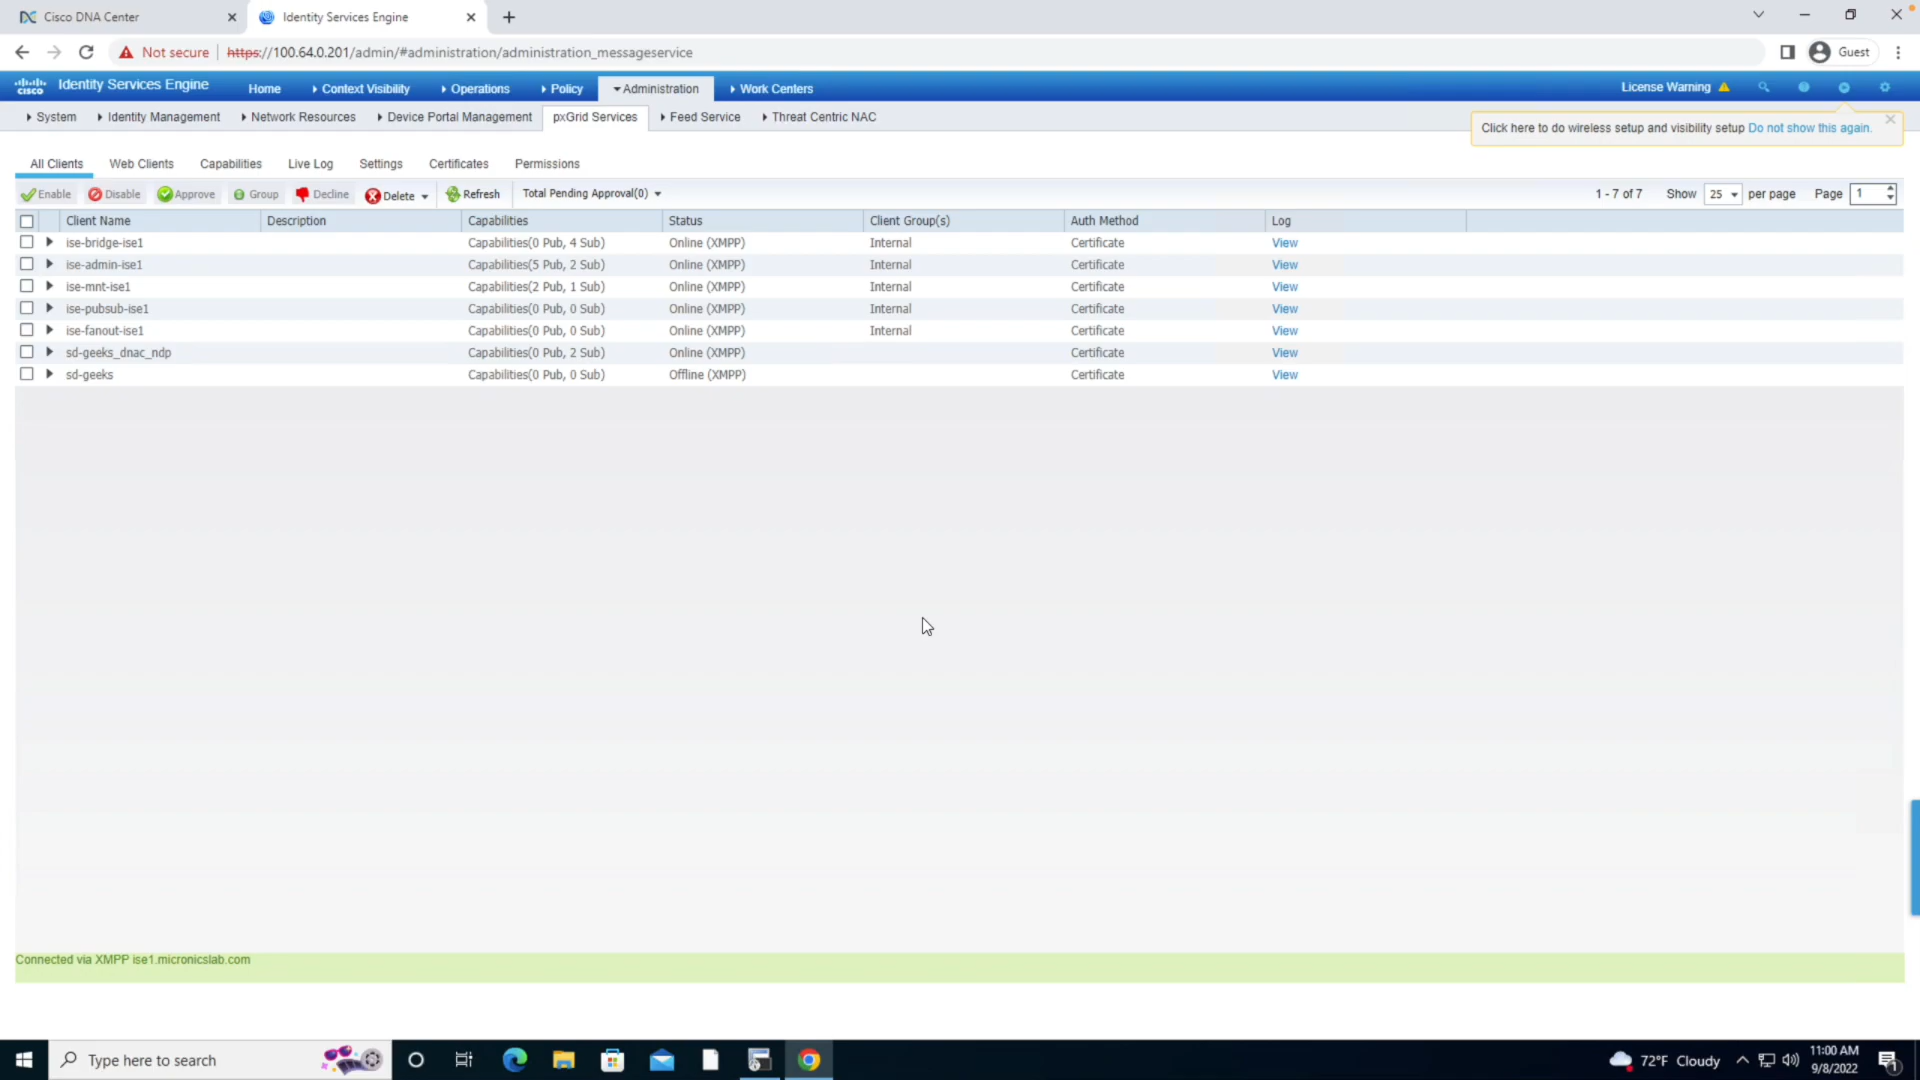 Cisco DNA Center
Identity Services Engine
Not secure
https://100.64.0.201/admin/#administration/administration_messageservice
Guest
cisco
Identity Services Engine
Home
Context Visibility
Operations
Policy
Administration
Work Centers
License Warning
System
Identity Management
Network Resources
Device Portal Management
pxGrid Services
Feed Service
Threat Centric NAC
Click here to do wireless setup and visibility setup Do not show this again.
All Clients
Web Clients
Capabilities
Live Log
Settings
Certificates
Permissions
Enable
Disable
Approve
Group
Decline
Delete
Refresh
Total Pending Approval(0)
1 - 7 of 7
Show 25 per page
Page 1
Client Name Description Capabilities Status Client Group(s) Auth Method Log
ise-bridge-ise1 Capabilities(0 Pub, 4 Sub) Online (XMPP) Internal Certificate View
ise-admin-ise1 Capabilities(5 Pub, 2 Sub) Online (XMPP) Internal Certificate View
ise-mnt-ise1 Capabilities(2 Pub, 1 Sub) Online (XMPP) Internal Certificate View
ise-pubsub-ise1 Capabilities(0 Pub, 0 Sub) Online (XMPP) Internal Certificate View
ise-fanout-ise1 Capabilities(0 Pub, 0 Sub) Online (XMPP) Internal Certificate View
sd-geeks_dnac_ndp Capabilities(0 Pub, 2 Sub) Online (XMPP) Certificate View
sd-geeks Capabilities(0 Pub, 0 Sub) Offline (XMPP) Certificate View
Connected via XMPP ise1.micronicslab.com
Type here to search
72°F Cloudy
11:00 AM
9/8/2022
1